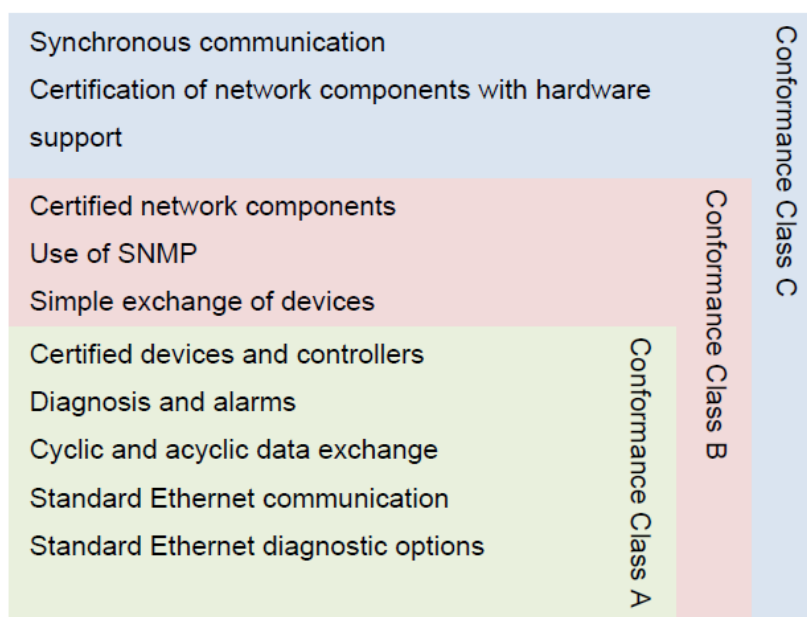 Synchronous communication
Certification of network components with hardware
support
Conformance Class C
Certified network components
Use of SNMP
Simple exchange of devices
Conformance Class B
Certified devices and controllers
Diagnosis and alarms
Cyclic and acyclic data exchange
Standard Ethernet communication
Standard Ethernet diagnostic options
Conformance Class A